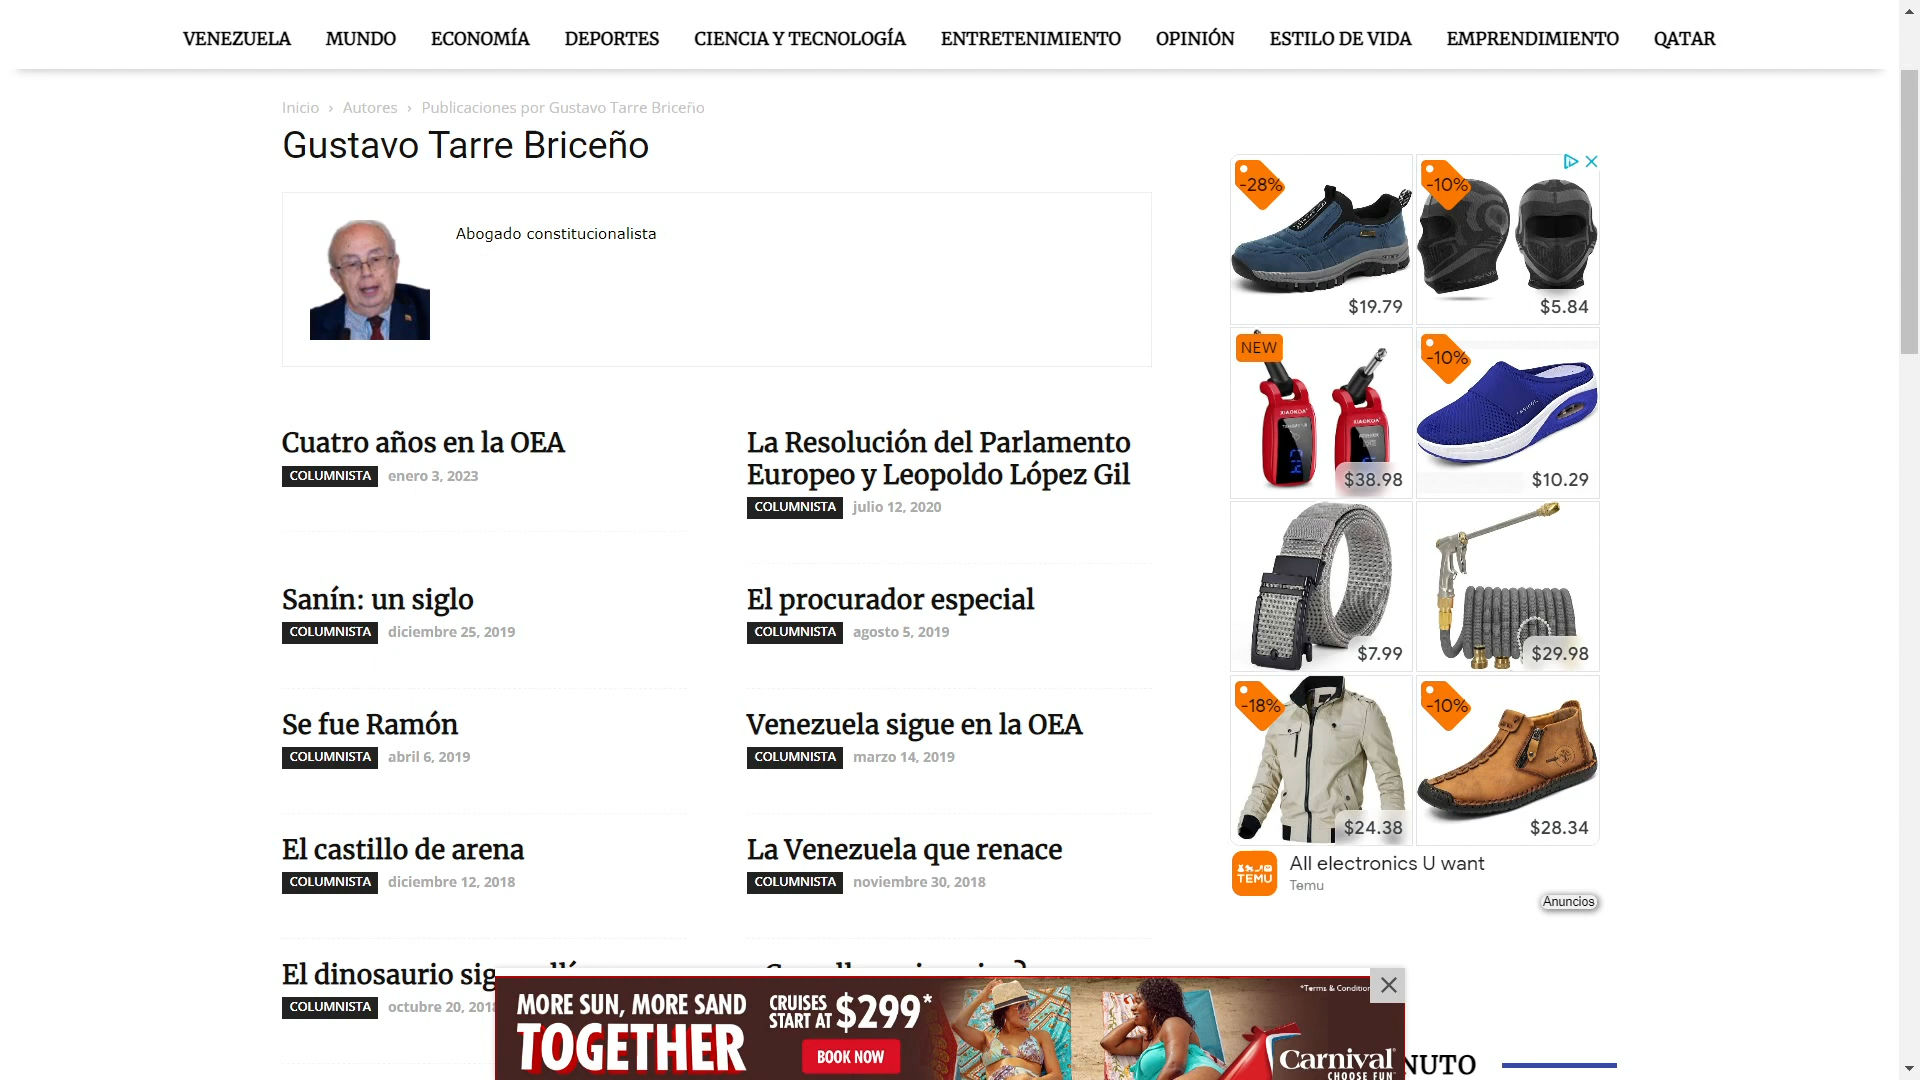 VENEZUELA MUNDO ECONOMÍA DEPORTES CIENCIA Y TECNOLOGÍA ENTRETENIMIENTO OPINIÓN ESTILO DE VIDA EMPRENDIMIENTO QATAR
Inicio › Autores › Publicaciones por Gustavo Tarre Briceño
Gustavo Tarre Briceño
Abogado constitucionalista
Cuatro años en la OEA
COLUMNISTA enero 3, 2023
La Resolución del Parlamento
Europeo y Leopoldo López Gil
COLUMNISTA julio 12, 2020
Sanín: un siglo
COLUMNISTA diciembre 25, 2019
El procurador especial
COLUMNISTA agosto 5, 2019
Se fue Ramón
COLUMNISTA abril 6, 2019
Venezuela sigue en la OEA
COLUMNISTA marzo 14, 2019
El castillo de arena
COLUMNISTA diciembre 12, 2018
La Venezuela que renace
COLUMNISTA noviembre 30, 2018
El dinosaurio
COLUMNISTA octubre 20,
-28%
$19.79
-10%
$5.84
NEW
XIAOKOA
XIAOKOA
$38.98
-10%
$10.29
$7.99
$29.98
-18%
$24.38
-10%
$28.34
TEMU
All electronics U want
Temu
Anuncios
MORE SUN, MORE SAND
TOGETHER
CRUISES
START AT $299*
BOOK NOW
*Terms &
Carnival
CHOOSE FUN
NUTO